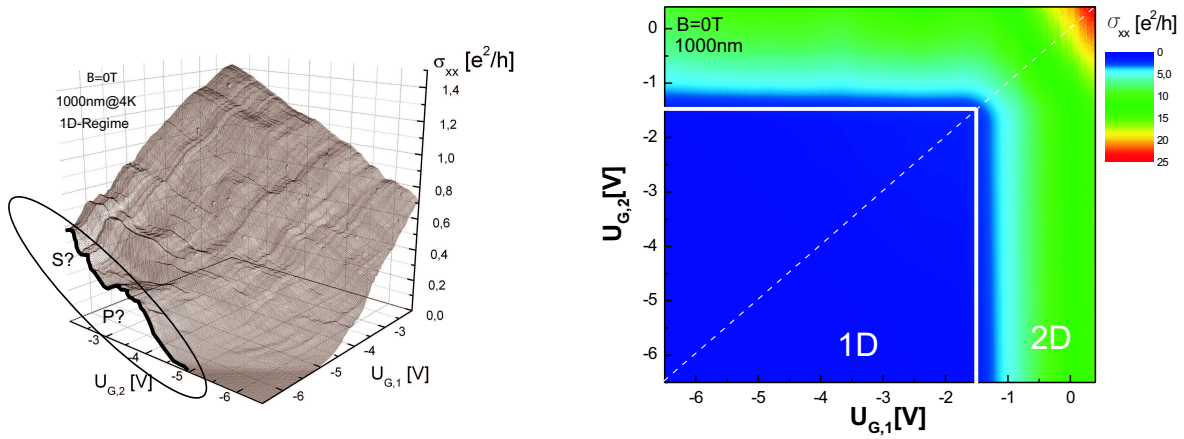 B=0T
1000nm@4K
1D-Regime
σxx [e²/h]
1,4
1,2
1,0
0,8
0,6
0,4
0,2
0,0
S?
P?
-3
-4
-5
-6
UG,2 [V]
-3
-4
-5
-6
UG,1 [V]
B=0T
1000nm
0
-1
-2
-3
-4
-5
-6
UG,2[V]
1D
2D
-6 -5 -4 -3 -2 -1 0
UG,1[V]
σxx [e²/h]
0
5,0
10
15
20
25